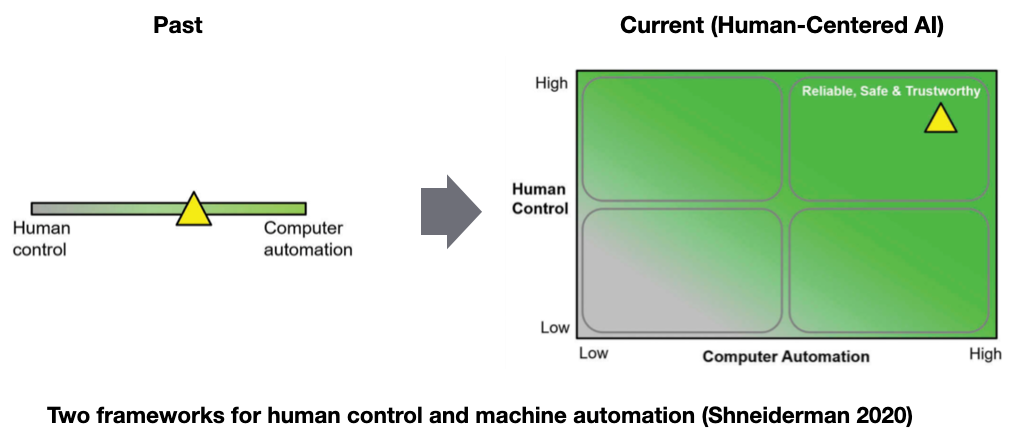 Past
Human
control
Computer
automation
Current (Human-Centered AI)
High
Reliable, Safe & Trustworthy
Human
Control
Low
Low
Computer Automation
High
Two frameworks for human control and machine automation (Shneiderman 2020)